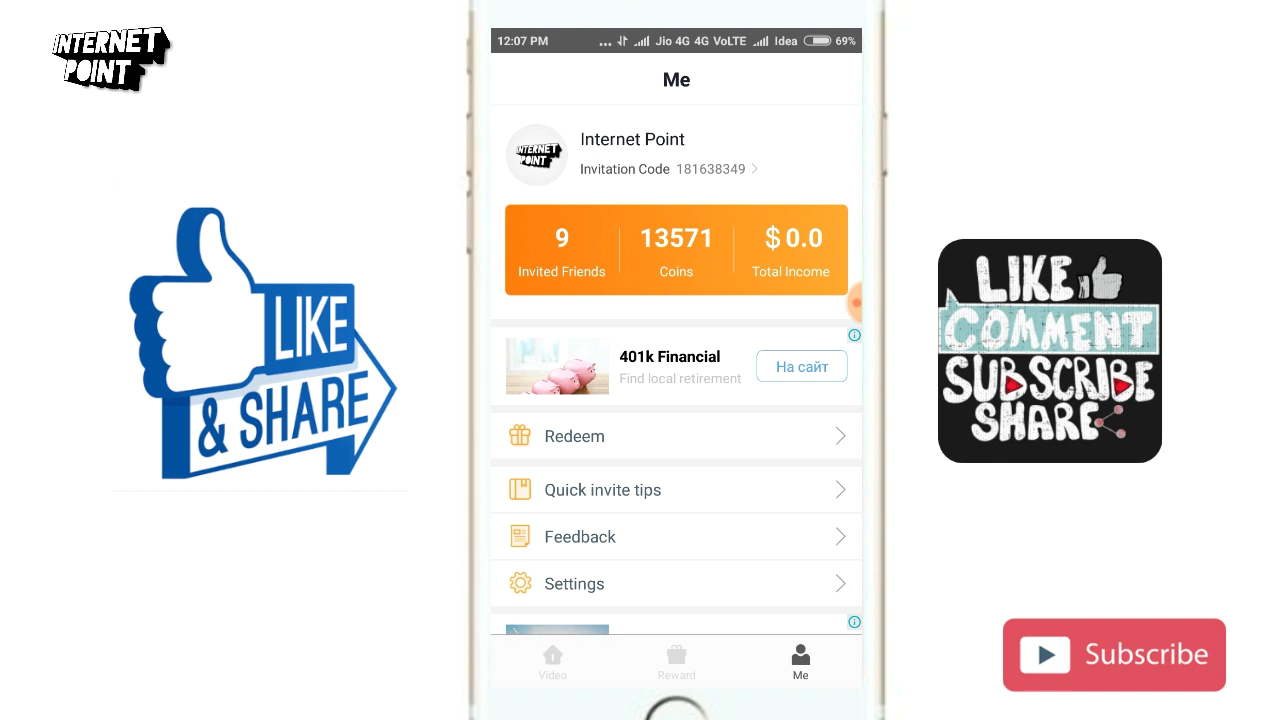 INTERNET
POINT
12:07 PM ... Jio 4G 4G VoLTE Idea 69%
Me
INTERNET
POINT
Internet Point
Invitation Code 181638349
9 13571 $0.0
Invited Friends Coins Total Income
401k Financial
Find local retirement
На сайт
Redeem
Quick invite tips
Feedback
Settings
Video Reward Me
LIKE
& SHARE
LIKE
COMMENT
SUBSCRIBE
SHARE
Subscribe